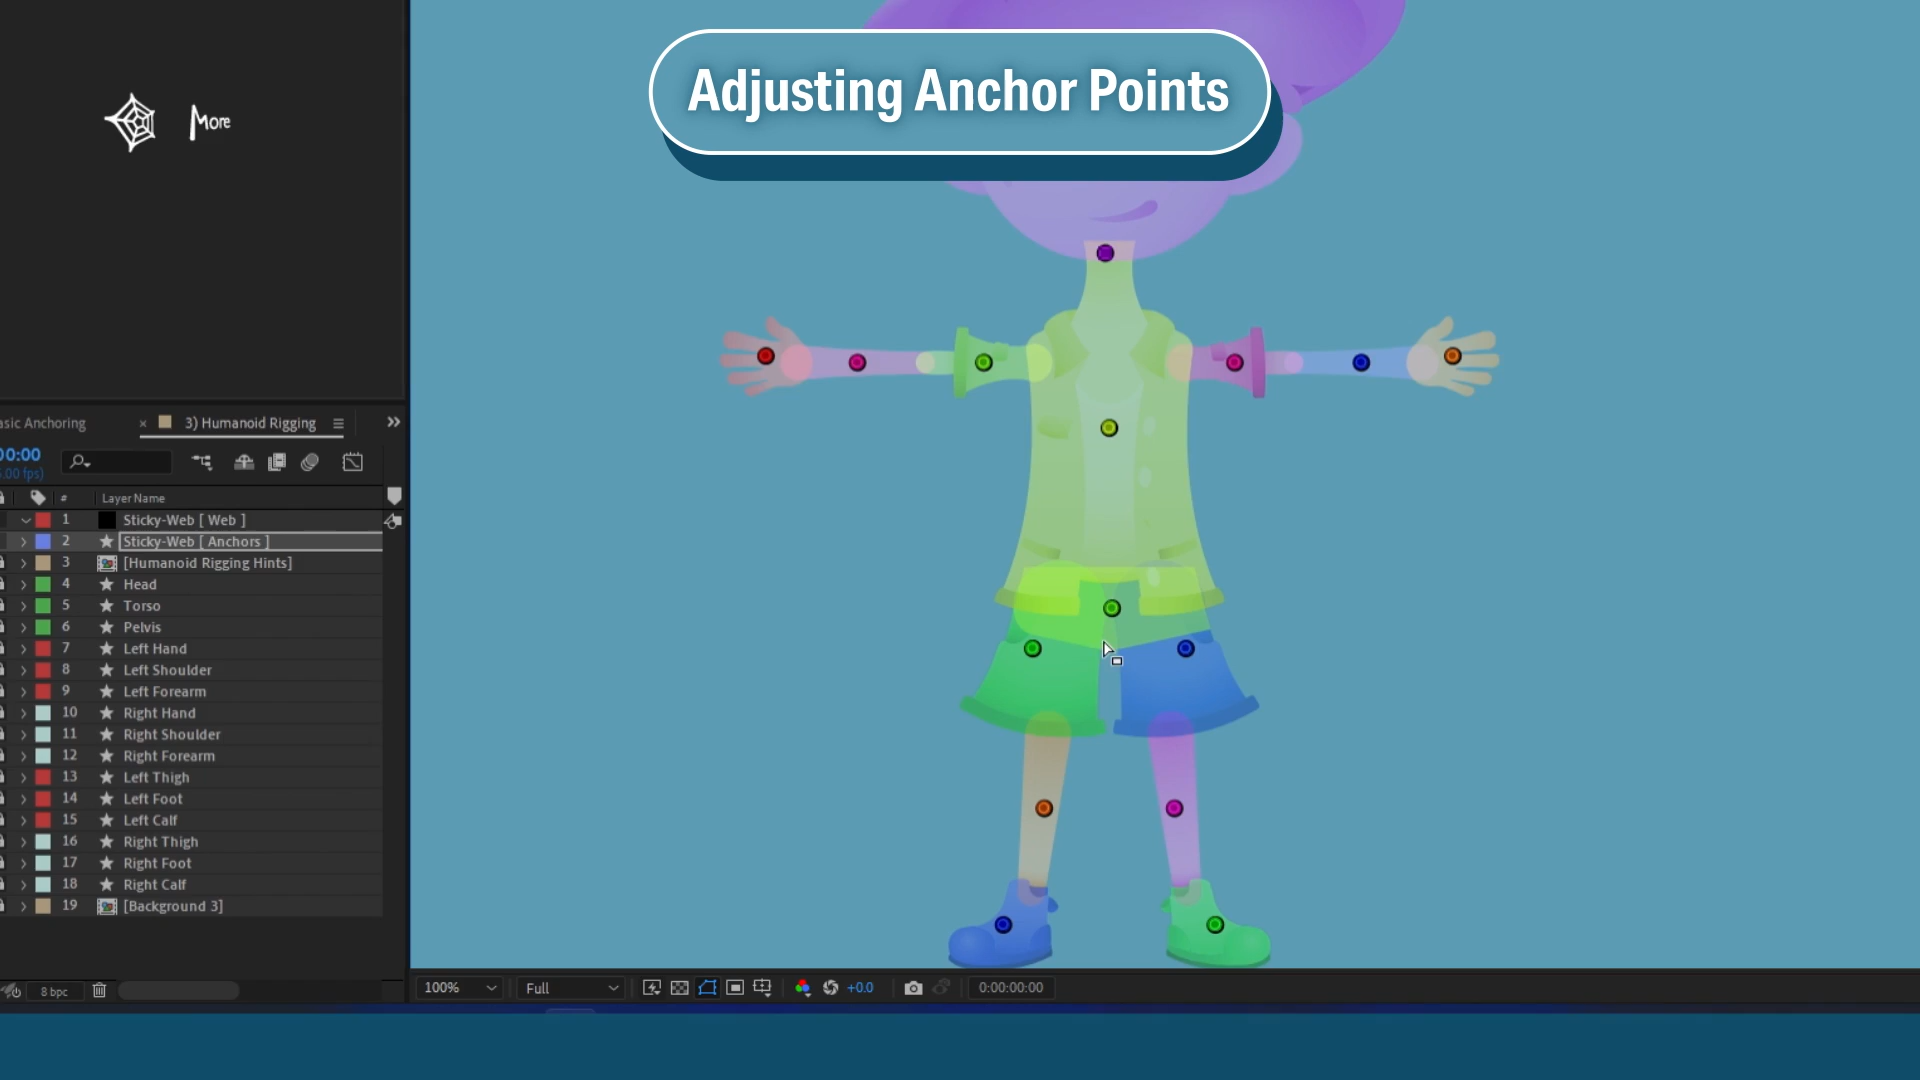 Adjusting Anchor Points
More
asic Anchoring
× 3) Humanoid Rigging
00:00
.00 fps)
# Layer Name
1 Sticky-Web [ Web ]
2 Sticky-Web [ Anchors ]
3 [Humanoid Rigging Hints]
4 Head
5 Torso
6 Pelvis
7 Left Hand
8 Left Shoulder
9 Left Forearm
10 Right Hand
11 Right Shoulder
12 Right Forearm
13 Left Thigh
14 Left Foot
15 Left Calf
16 Right Thigh
17 Right Foot
18 Right Calf
19 [Background 3]
8 bpc
100% Full +0.0 0:00:00:00